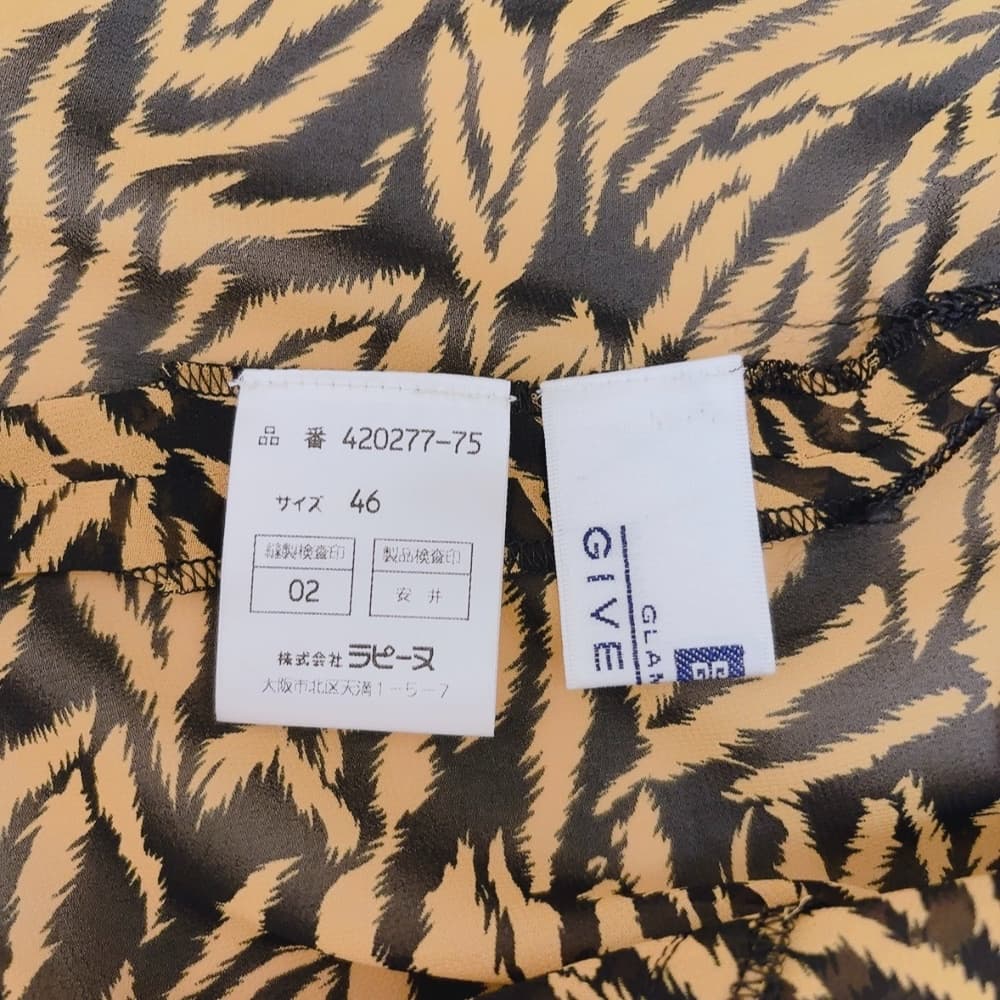 品 番 420277-75
サイズ 46
縫製検査印
02
製品検査印
安 井
株式会社 ラピーヌ
大阪市北区天満1-5-7
GIVE